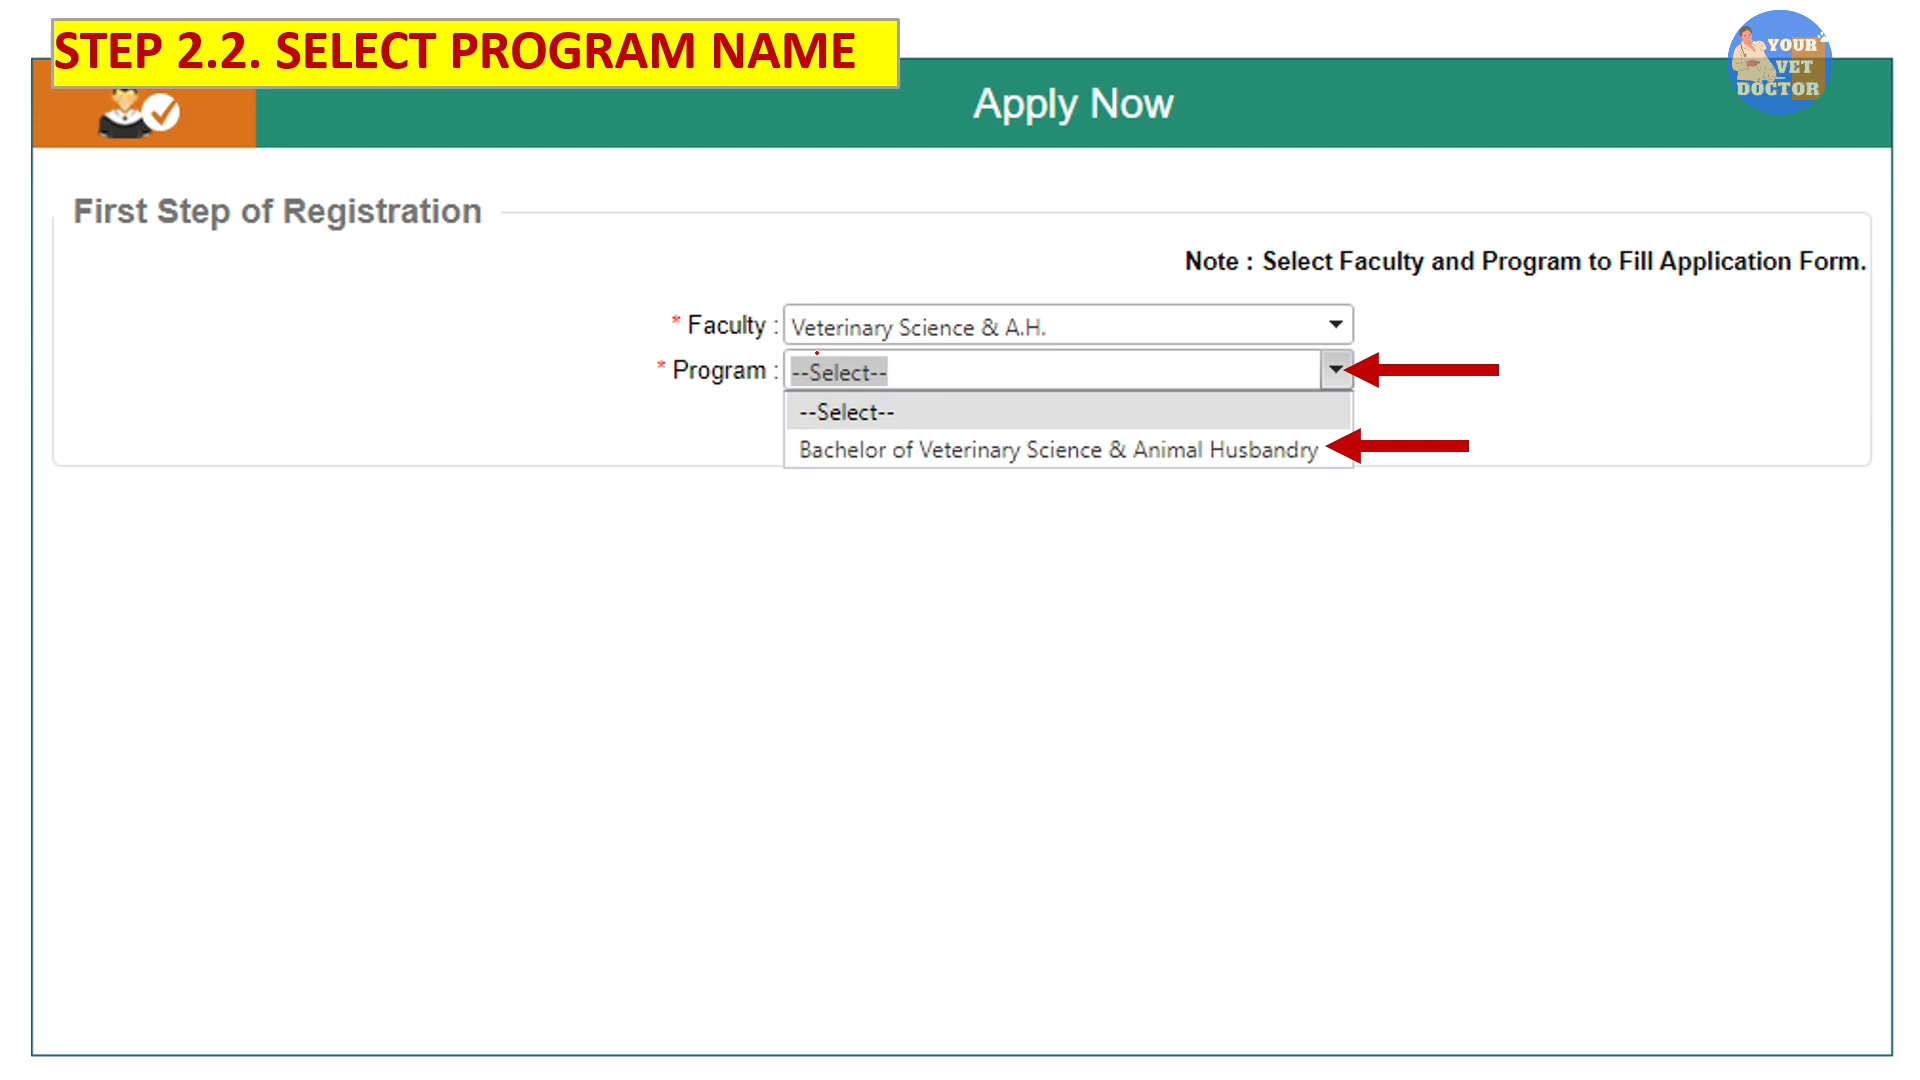 STEP 2.2. SELECT PROGRAM NAME
YOUR
VET
DOCTOR
Apply Now
First Step of Registration
Note : Select Faculty and Program to Fill Application Form.
* Faculty : Veterinary Science & A.H.
* Program : --Select--
--Select--
Bachelor of Veterinary Science & Animal Husbandry